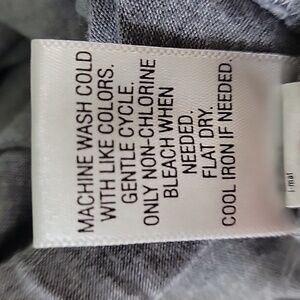 MACHINE WASH COLD
WITH LIKE COLORS.
GENTLE CYCLE.
ONLY NON-CHLORINE
BLEACH WHEN
NEEDED.
FLAT DRY.
COOL IRON IF NEEDED.